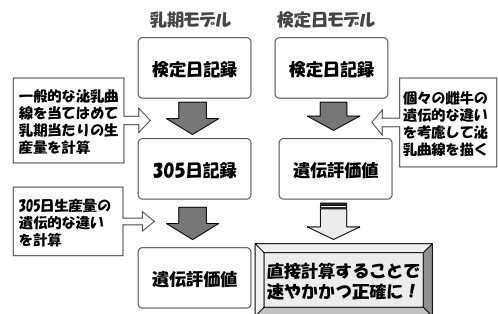 乳期モデル
検定日モデル
検定日記録
検定日記録
一般的な泌乳曲
線を当てはめて
乳期当たりの生
産量を計算
個々の雌牛の
遺伝的な違い
を考慮して泌
乳曲線を描く
305日記録
遺伝評価値
305日生産量の
遺伝的な違い
を計算
遺伝評価値
直接計算することで
速やかかつ正確に！